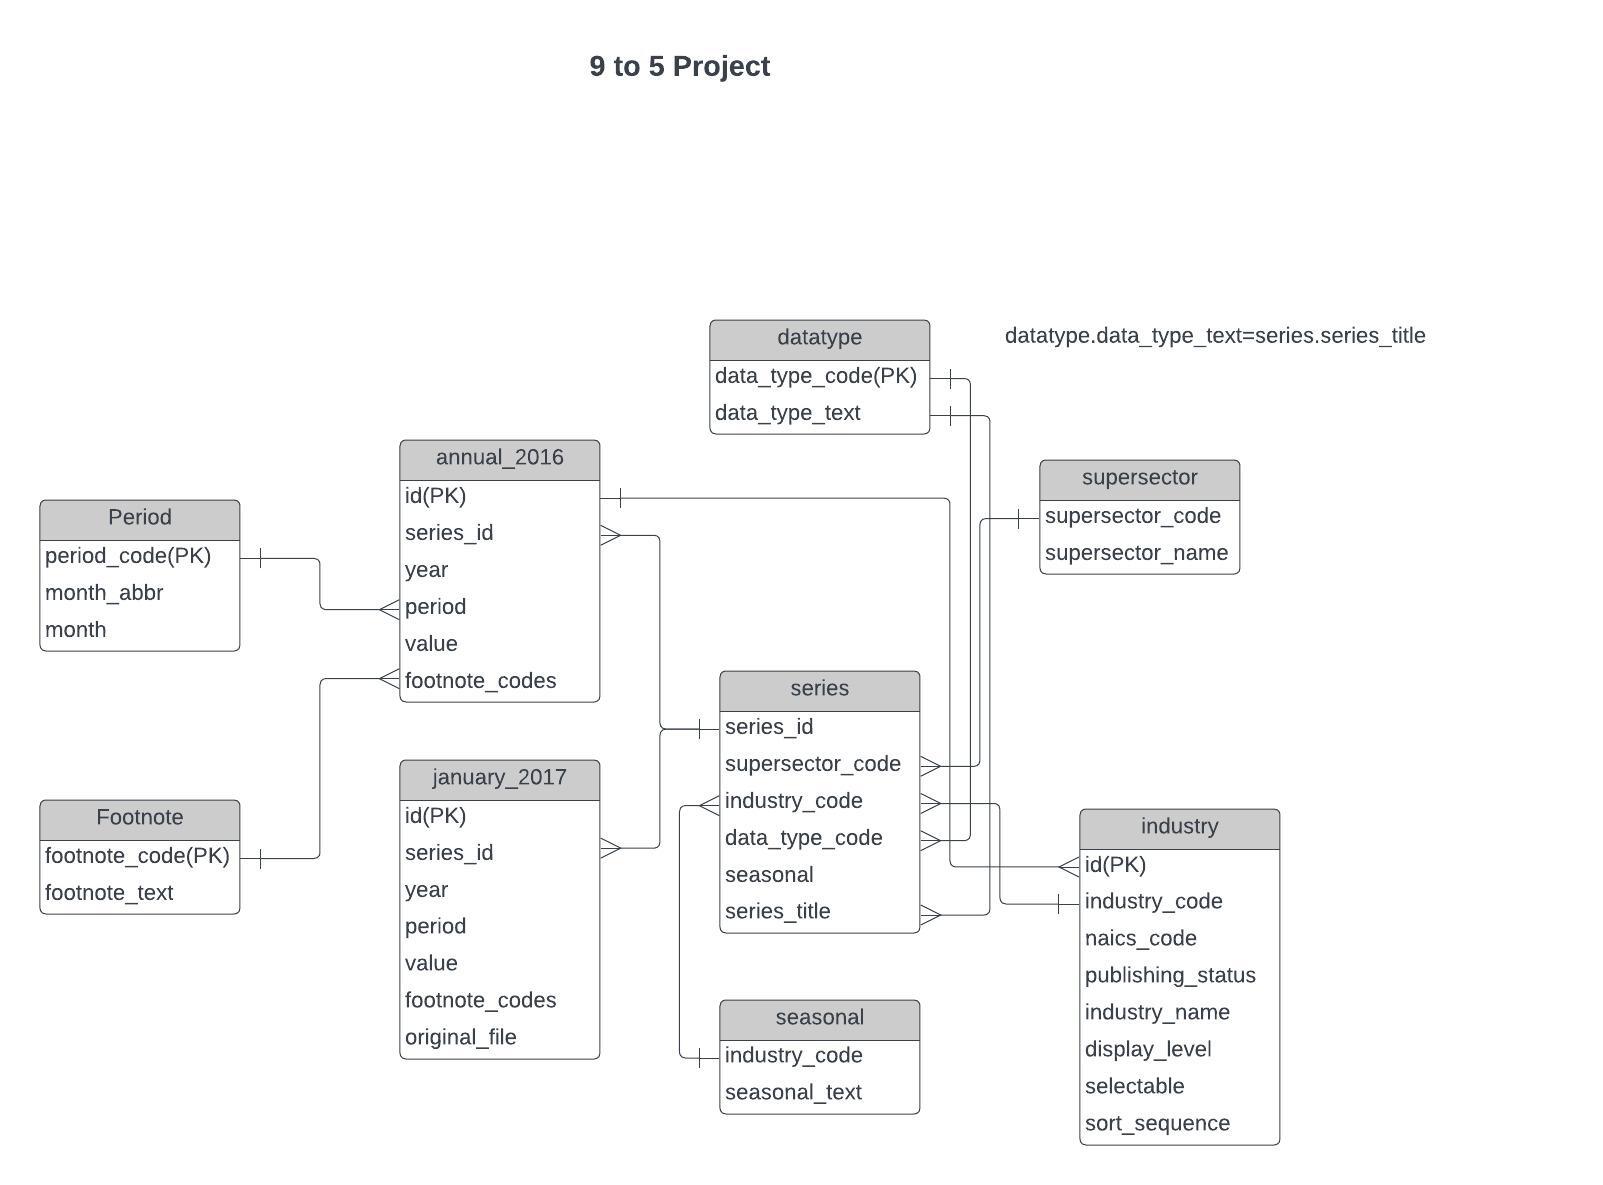 9 to 5 Project
datatype
data_type_code(PK)
data_type_text
datatype.data_type_text=series.series_title
annual_2016
id(PK)
series_id
year
period
value
footnote_codes
supersector
supersector_code
supersector_name
Period
period_code(PK)
month_abbr
month
series
series_id
supersector_code
industry_code
data_type_code
seasonal
series_title
january_2017
id(PK)
series_id
year
period
value
footnote_codes
original_file
Footnote
footnote_code(PK)
footnote_text
industry
id(PK)
industry_code
naics_code
publishing_status
industry_name
display_level
selectable
sort_sequence
seasonal
industry_code
seasonal_text